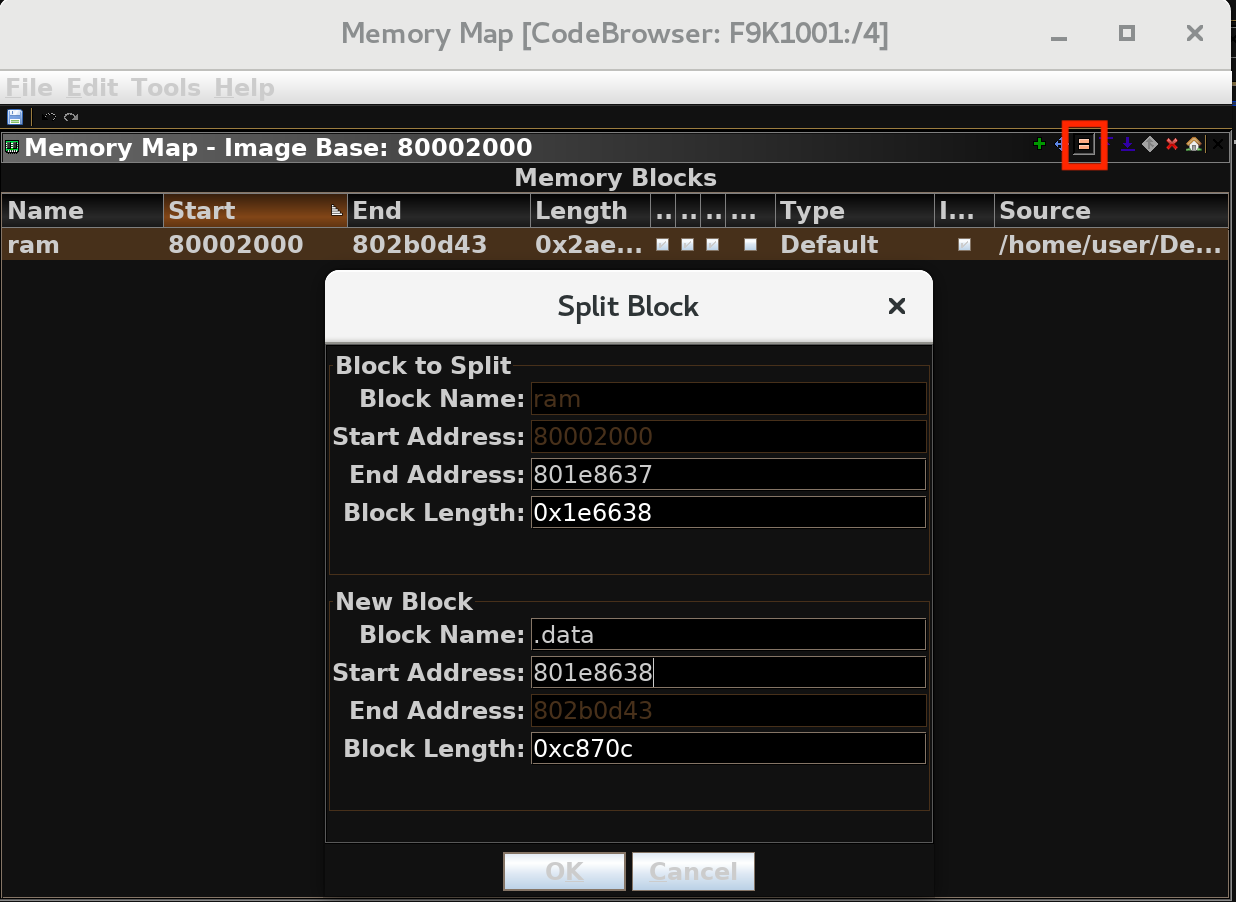 Memory Map [CodeBrowser: F9K1001:/4]
File Edit Tools Help
Memory Map - Image Base: 80002000
Memory Blocks
Name Start End Length .. .. .. ... Type I... Source
ram 80002000 802b0d43 0x2ae... Default /home/user/De...
Split Block
Block to Split
Block Name: ram
Start Address: 80002000
End Address: 801e8637
Block Length: 0x1e6638
New Block
Block Name: .data
Start Address: 801e8638
End Address: 802b0d43
Block Length: 0xc870c
OK Cancel